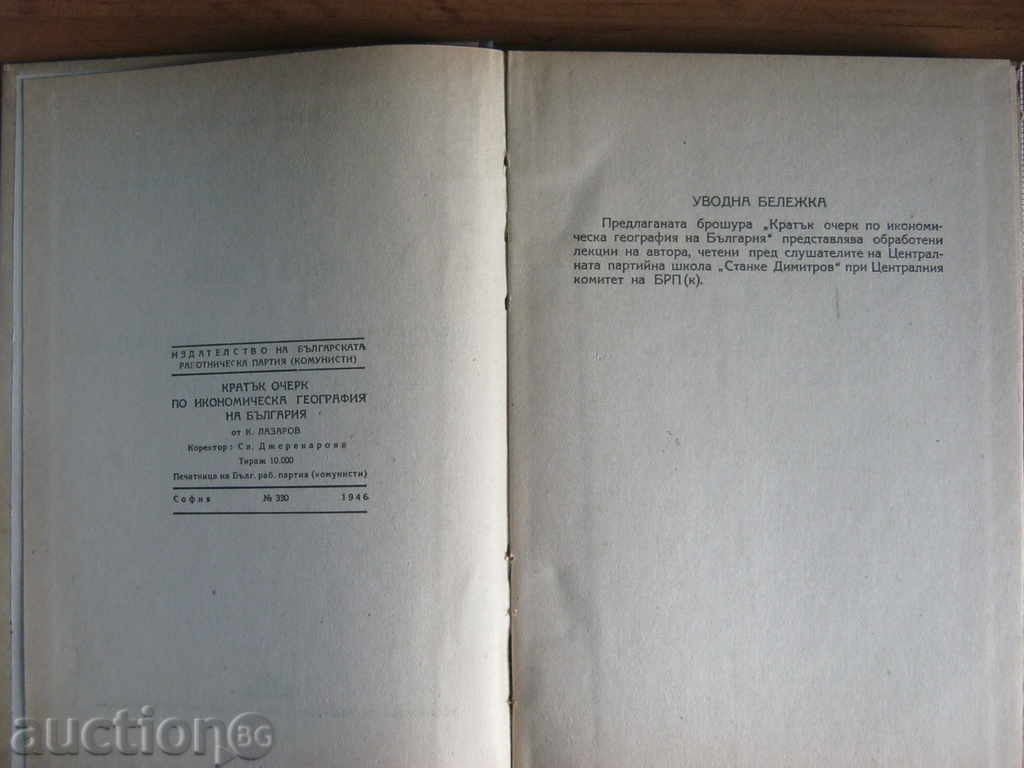 ИЗДАТЕЛСТВО НА БЪЛГАРСКАТА
РАБОТНИЧЕСКА ПАРТИЯ (КОМУНИСТИ)
КРАТЪК ОЧЕРК
ПО ИКОНОМИЧЕСКА ГЕОГРАФИЯ
НА БЪЛГАРИЯ
от К. ЛАЗАРОВ
Коректор: Сл. Джерекарова
Тираж 10.000
Печатница на Бълг. раб. партия (комунисти)
София № 330 1946
УВОДНА БЕЛЕЖКА
Предлаганата брошура „Кратък очерк по икономи-
ческа география на България“ представлява обработени
лекции на автора, четени пред слушателите на Централ-
ната партийна школа „Станке Димитров“ при Централния
комитет на БРП(к).
auction BG